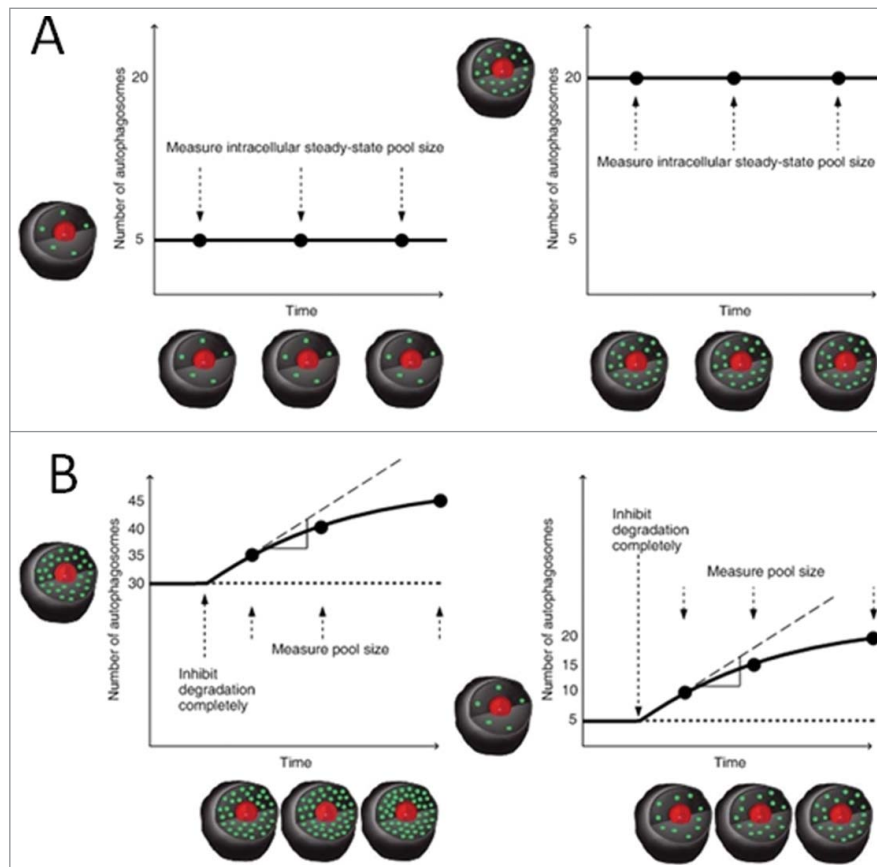 A
Number of autophagosomes
20
5
Measure intracellular steady-state pool size
Time
Number of autophagosomes
20
5
Measure intracellular steady-state pool size
Time
B
Number of autophagosomes
45
40
35
30
Measure pool size
Inhibit
degradation
completely
Time
Number of autophagosomes
Inhibit
degradation
completely
Measure pool size
20
15
10
5
Time